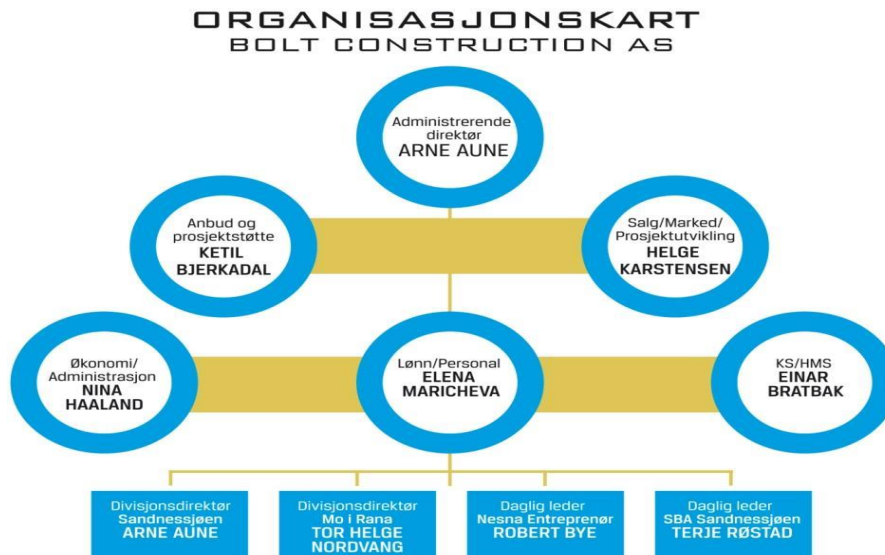 ORGANISASJONSKART
BOLT CONSTRUCTION AS
Administrerende
direktør
ARNE AUNE
Anbud og
prosjektstøtte
KETIL
BJERKADAL
Salg/Marked/
Prosjektutvikling
HELGE
KARSTENSEN
Økonomi/
Administrasjon
NINA
HAALAND
Lønn/Personal
ELENA
MARICHEVA
KS/HMS
EINAR
BRATBAK
Divisjonsdirektør
Sandnessjøen
ARNE AUNE
Divisjonsdirektør
Mo i Rana
TOR HELGE
NORDVANG
Daglig leder
Nesna Entreprenør
ROBERT BYE
Daglig leder
SBA Sandnessjøen
TERJE RØSTAD